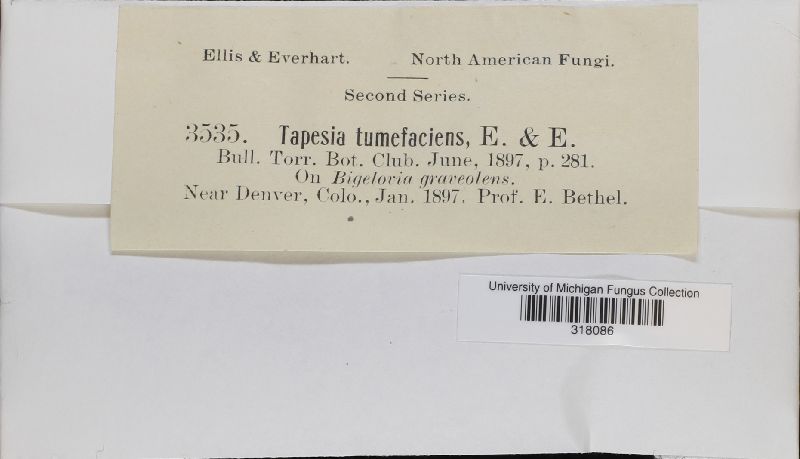 Ellis & Everhart. North American Fungi.
Second Series.
3535. Tapesia tumefaciens, E. & E.
Bull. Torr. Bot. Club. June, 1897, p. 281.
On Bigelovia graveolens.
Near Denver, Colo., Jan. 1897. Prof. E. Bethel.
University of Michigan Fungus Collection
318086